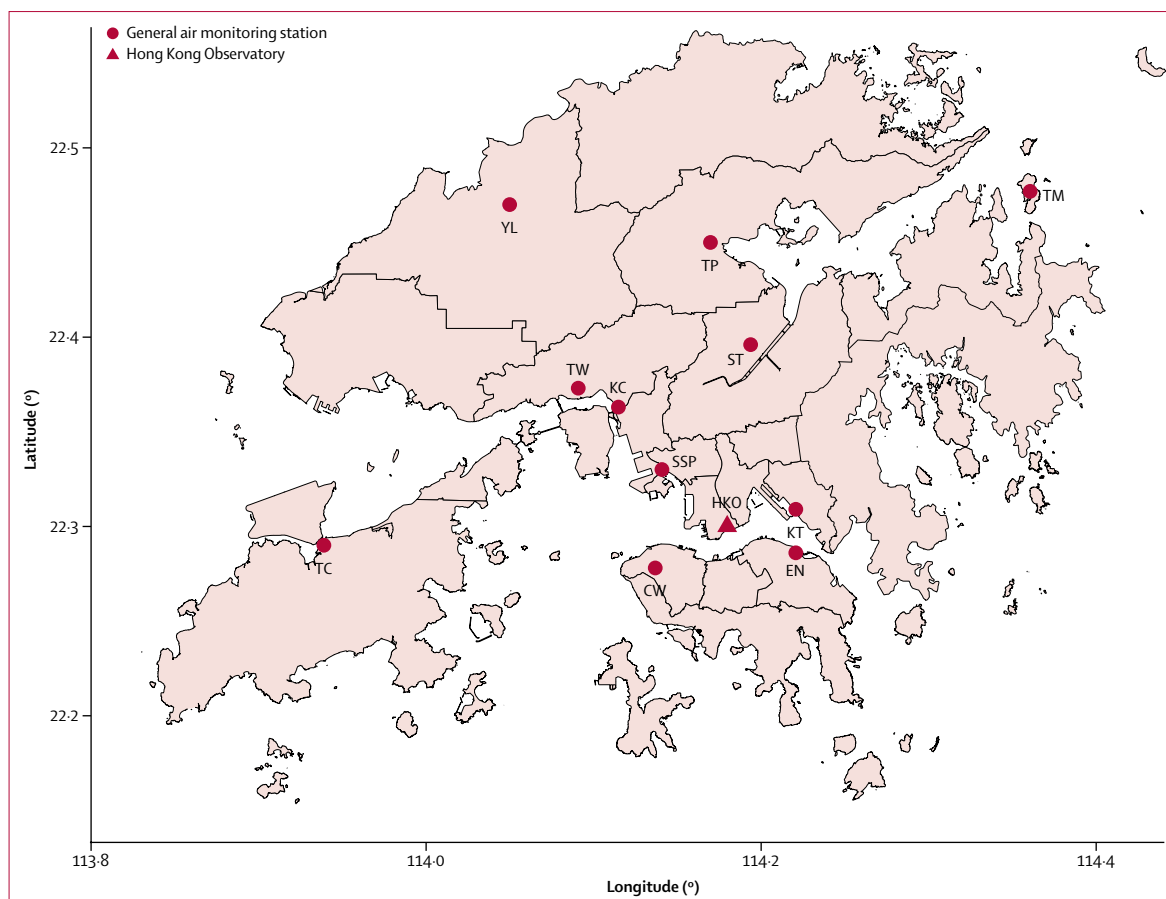 General air monitoring station
Hong Kong Observatory
22·5
22·4
22·3
22·2
Latitude (º)
YL
TM
TP
ST
TW
KC
SSP
HKO
KT
TC
EN
CW
113·8
114·0
114·2
114·4
Longitude (º)